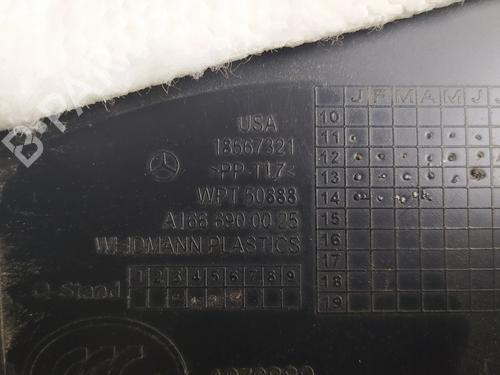 USA
18567321
>PP-T17<
WPT 50888
A166 690 00 25
WEIDMANN PLASTICS
1 2 3 4 5 6 7 8 9
Q-Stand
J F M A M J
10
11
12
13
14
15
16
17
18
19